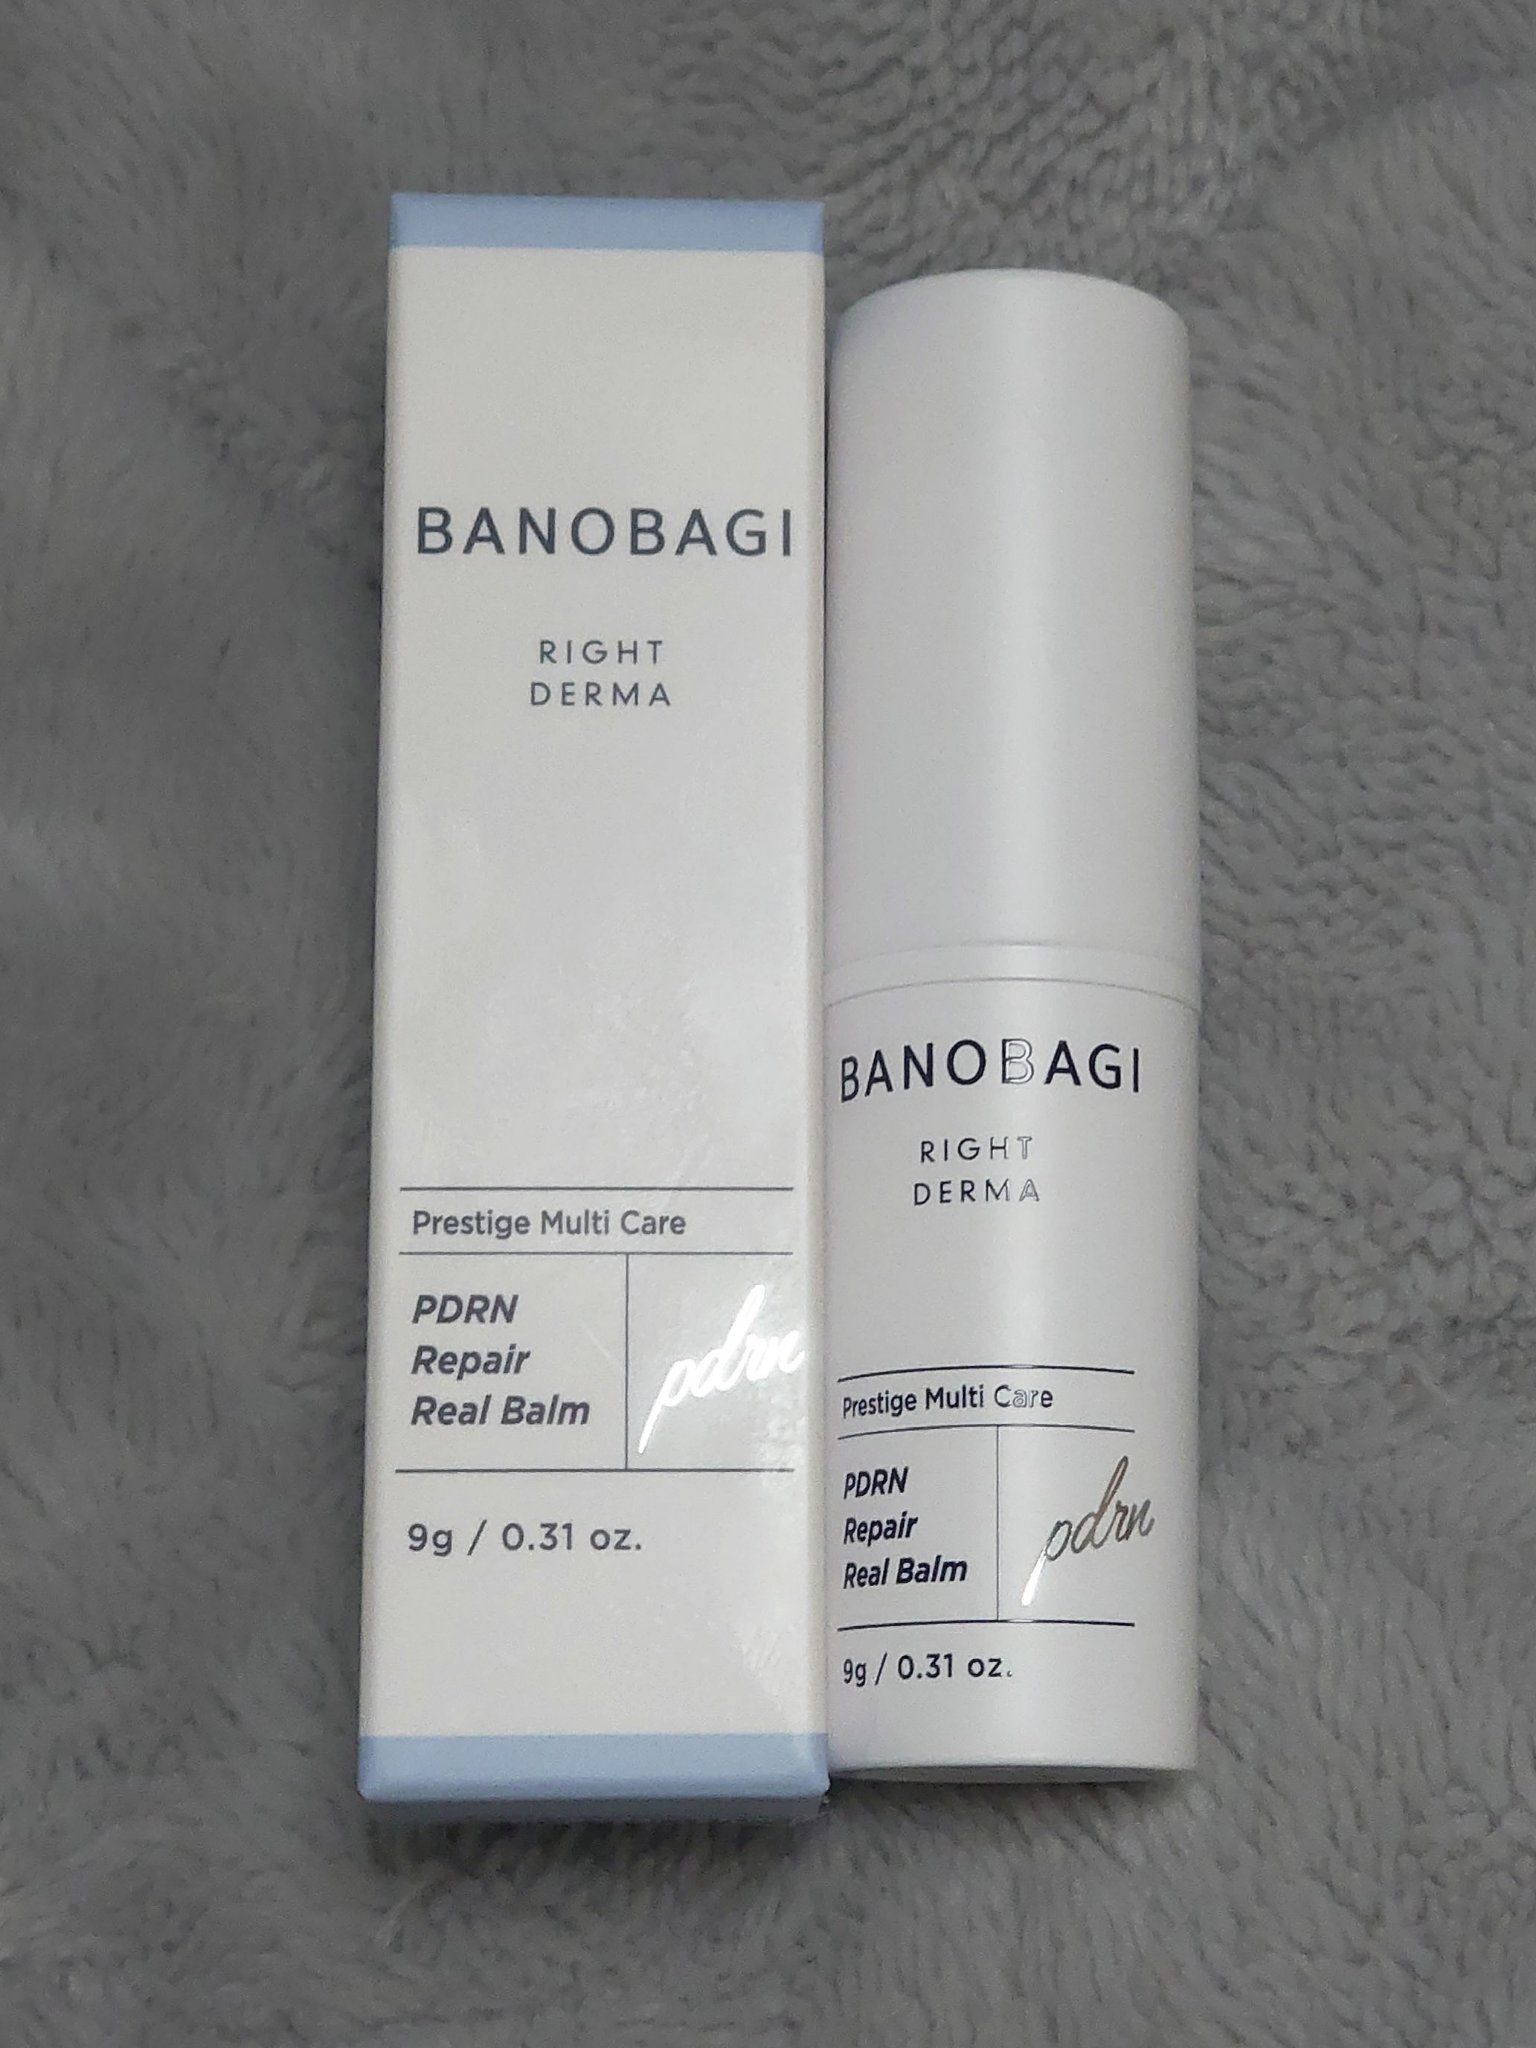 BANOBAGI
RIGHT
DERMA
Prestige Multi Care
PDRN
Repair
Real Balm
pdrn
9g / 0.31 oz.
BANOBAGI
RIGHT
DERMA
Prestige Multi Care
PDRN
Repair
Real Balm
pdrn
9g / 0.31 oz.